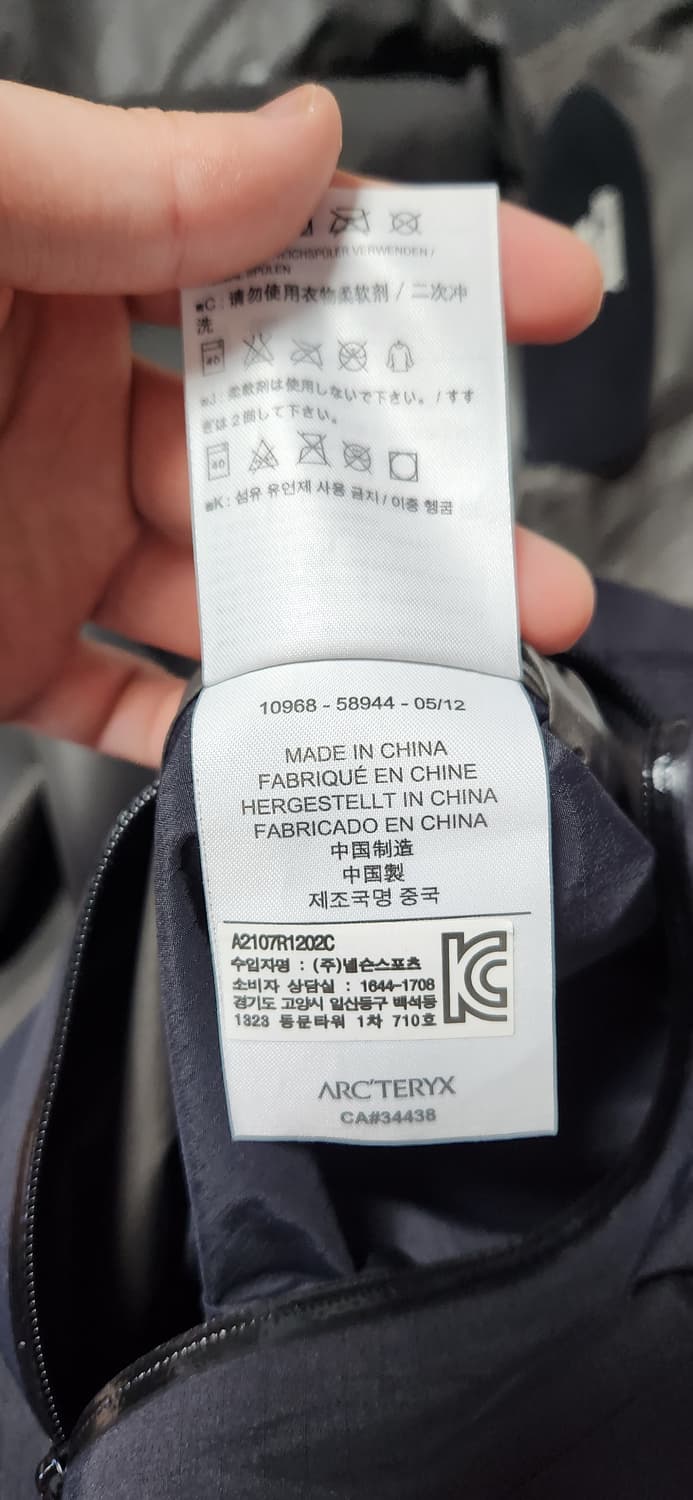 EICHSPÜLER VERWENDEN /
SPÜLEN
C : 请勿使用衣物柔软剂 / 二次冲
洗
40
J : 柔軟剤は使用しないで下さい。/ すす
ぎは2回して下さい。
40
K : 섬유 유연제 사용 금지 / 이중 헹굼
10968 - 58944 - 05/12
MADE IN CHINA
FABRIQUÉ EN CHINE
HERGESTELLT IN CHINA
FABRICADO EN CHINA
中国制造
中国製
제조국명 중국
A2107R1202C
수입자명 : (주)넬슨스포츠
소비자 상담실 : 1644-1708
경기도 고양시 일산동구 백석동
1323 동문타워 1차 710호
KC
ARC'TERYX
CA#34438